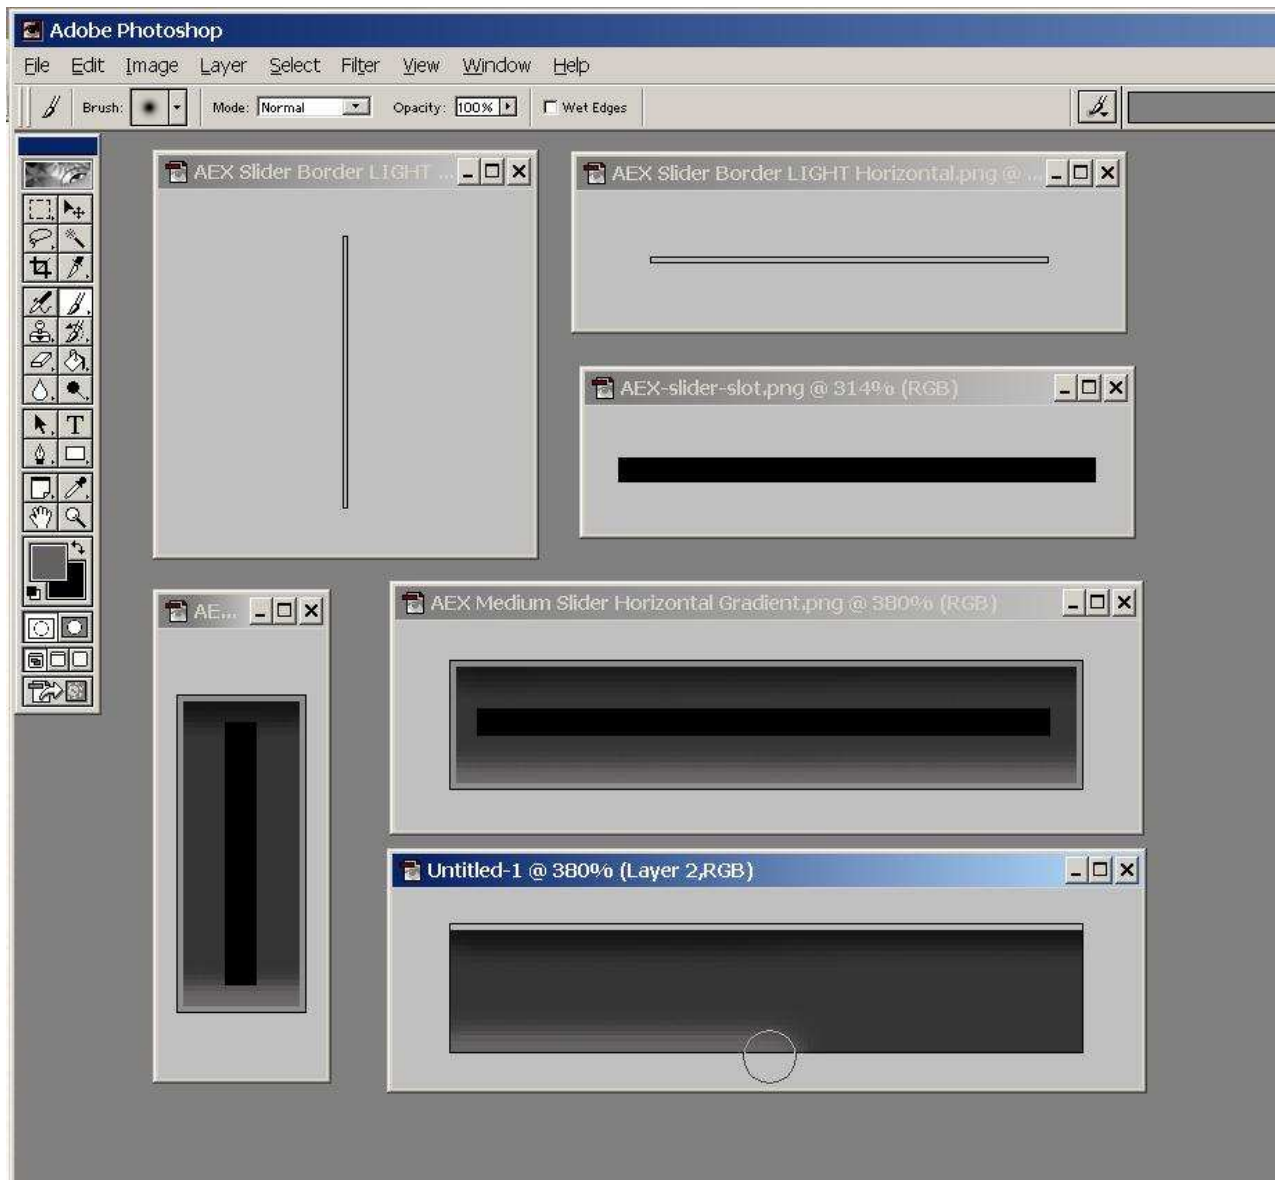 Adobe Photoshop
File Edit Image Layer Select Filter View Window Help
Brush: Mode: Normal Opacity: 100% Wet Edges
AEX Slider Border LIGHT ...
AEX Slider Border LIGHT Horizontal.png @ ...
AEX-slider-slot.png @ 314% (RGB)
T
AE...
AEX Medium Slider Horizontal Gradient.png @ 380% (RGB)
Untitled-1 @ 380% (Layer 2,RGB)